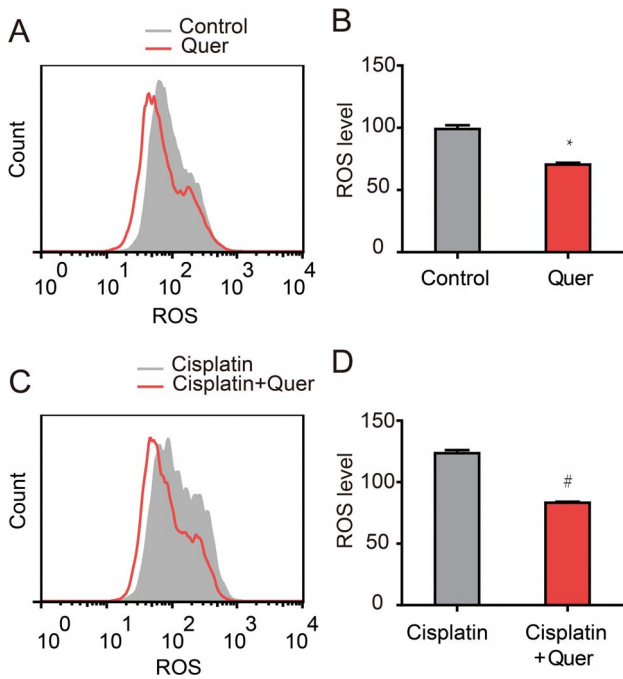 A
Control
Quer
Count
10^0 10^1 10^2 10^3 10^4
ROS
B
ROS level
150
100
50
0
*
Control Quer
C
Cisplatin
Cisplatin+Quer
Count
10^0 10^1 10^2 10^3 10^4
ROS
D
ROS level
150
100
50
0
#
Cisplatin Cisplatin
+Quer